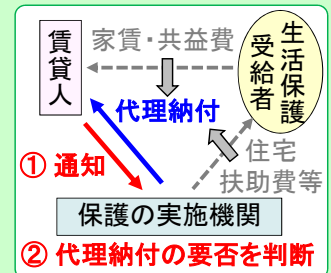 賃貸人
家賃・共益費
生活保護
受給者
代理納付
① 通知
住宅
扶助費等
保護の実施機関
② 代理納付の要否を判断